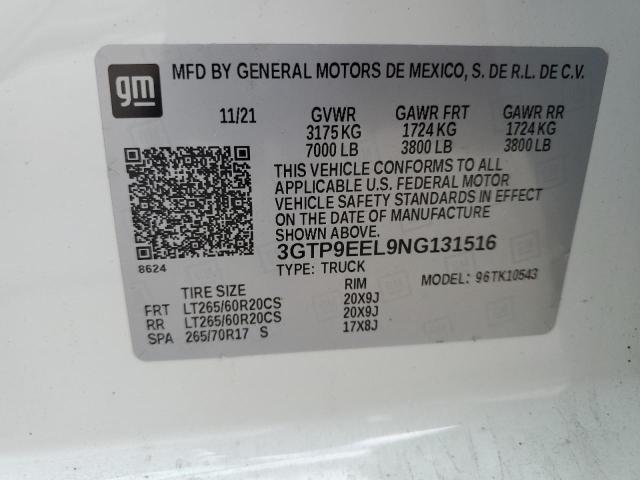 gm
MFD BY GENERAL MOTORS DE MEXICO, S. DE R.L. DE C.V.
11/21 GVWR GAWR FRT GAWR RR
3175 KG 1724 KG 1724 KG
7000 LB 3800 LB 3800 LB
THIS VEHICLE CONFORMS TO ALL
APPLICABLE U.S. FEDERAL MOTOR
VEHICLE SAFETY STANDARDS IN EFFECT
ON THE DATE OF MANUFACTURE
SHOWN ABOVE.
3GTP9EEL9NG131516
8624
TYPE: TRUCK MODEL: 96TK10543
TIRE SIZE RIM
FRT LT265/60R20CS 20X9J
RR LT265/60R20CS 20X9J
SPA 265/70R17 S 17X8J